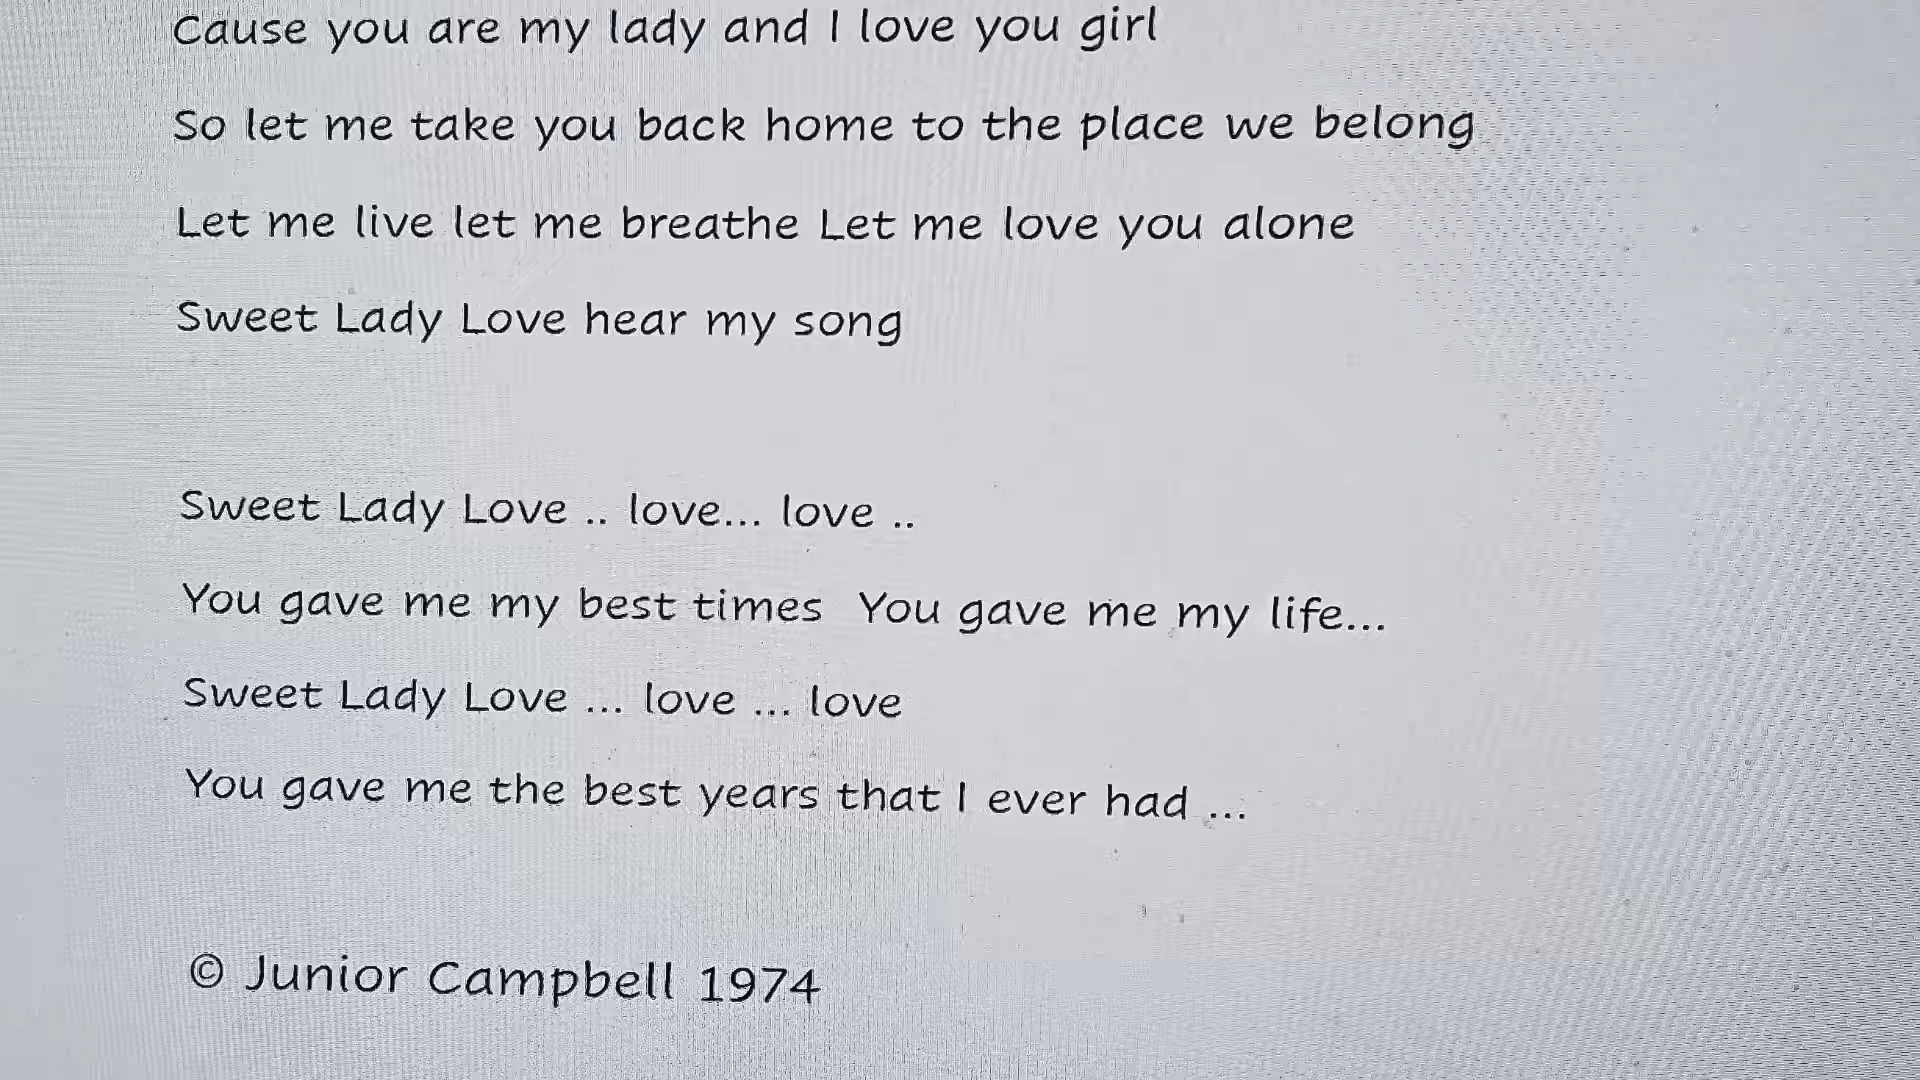 Cause you are my lady and I love you girl
So let me take you back home to the place we belong
Let me live let me breathe Let me love you alone
Sweet Lady Love hear my song
Sweet Lady Love .. love... love ..
You gave me my best times  You gave me my life...
Sweet Lady Love ... love ... love
You gave me the best years that I ever had ...
© Junior Campbell 1974